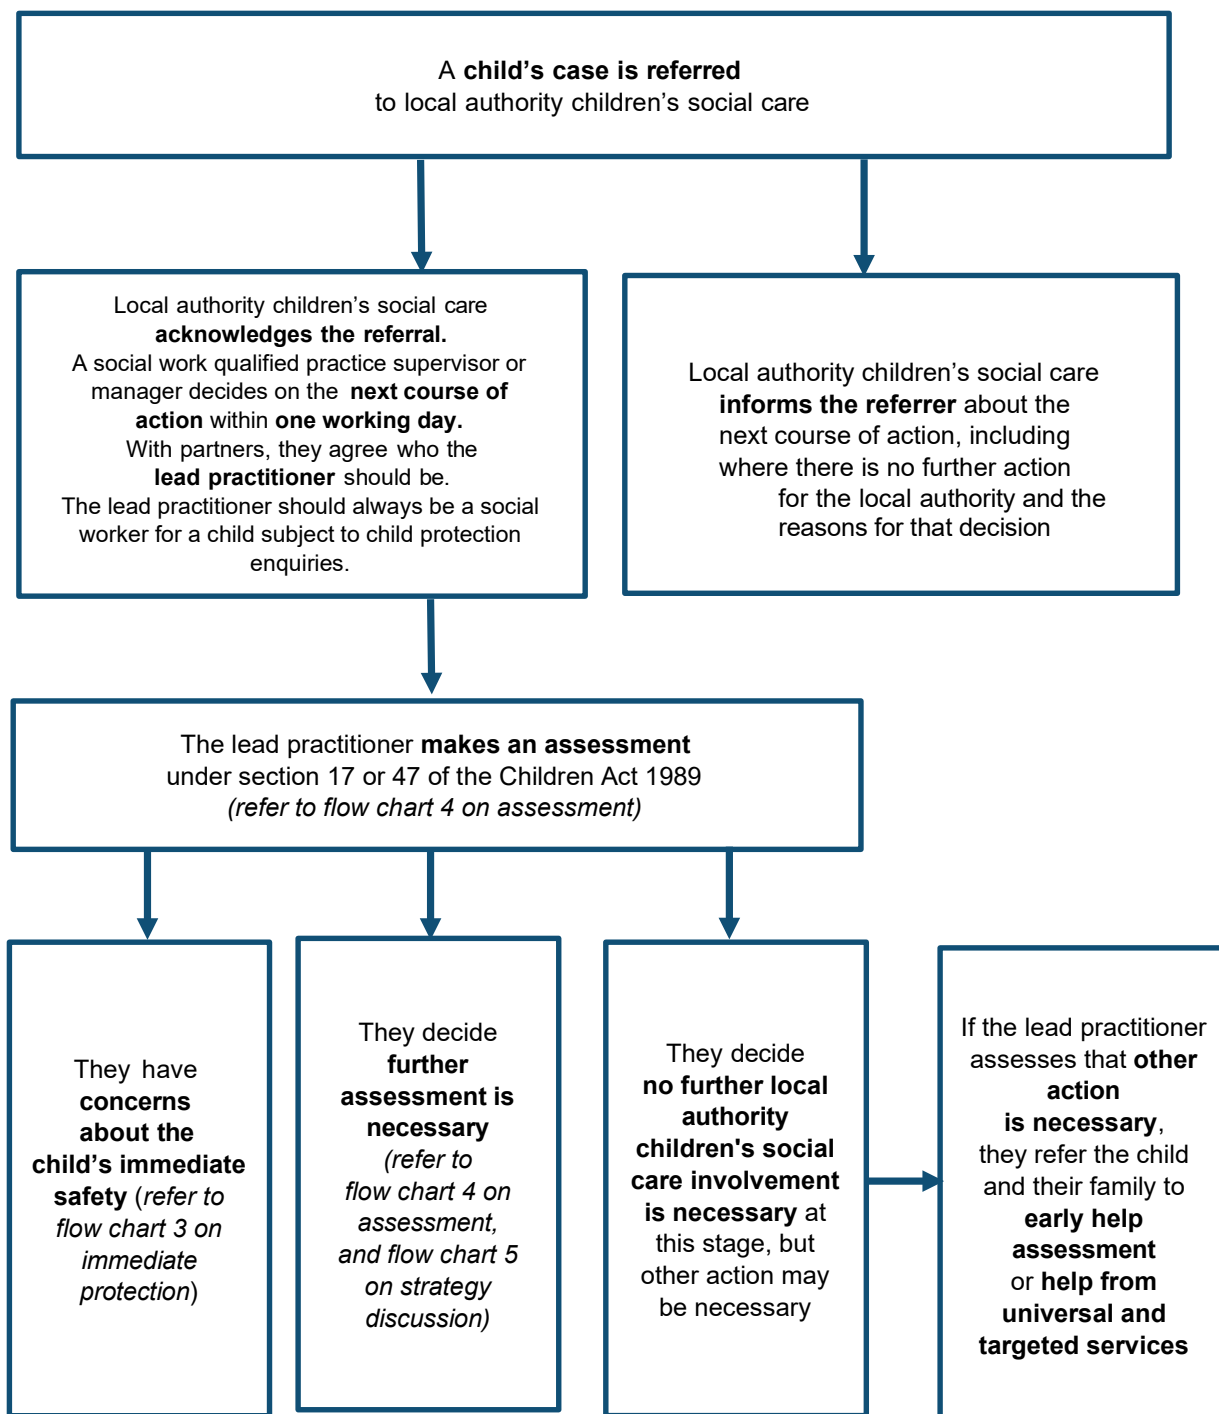 A child’s case is referred
to local authority children’s social care
Local authority children’s social care
acknowledges the referral.
A social work qualified practice supervisor or
manager decides on the next course of
action within one working day.
With partners, they agree who the
lead practitioner should be.
The lead practitioner should always be a social
worker for a child subject to child protection
enquiries.
Local authority children’s social care
informs the referrer about the
next course of action, including
where there is no further action
for the local authority and the
reasons for that decision
The lead practitioner makes an assessment
under section 17 or 47 of the Children Act 1989
(refer to flow chart 4 on assessment)
They have
concerns
about the
child’s immediate
safety (refer to
flow chart 3 on
immediate
protection)
They decide
further
assessment is
necessary
(refer to
flow chart 4 on
assessment,
and flow chart 5
on strategy
discussion)
They decide
no further local
authority
children's social
care involvement
is necessary at
this stage, but
other action may
be necessary
If the lead practitioner
assesses that other
action
is necessary,
they refer the child
and their family to
early help
assessment
or help from
universal and
targeted services